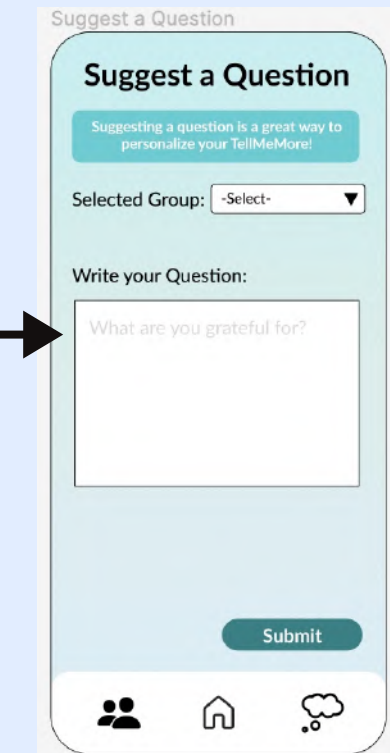 Suggest a Question
Suggest a Question
Suggesting a question is a great way to
personalize your TellMeMore!
Selected Group: -Select-
Write your Question:
What are you grateful for?
Submit